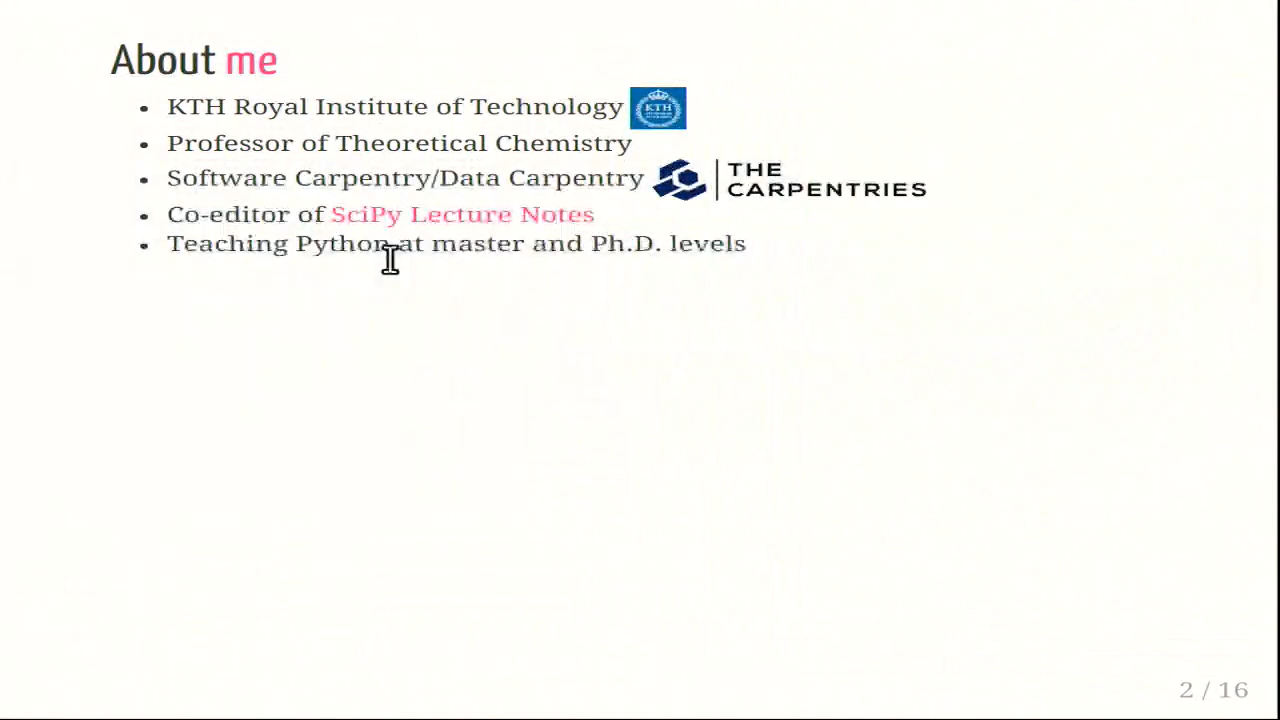 About me
KTH Royal Institute of Technology
KTH
Professor of Theoretical Chemistry
Software Carpentry/Data Carpentry
THE
CARPENTRIES
Co-editor of SciPy Lecture Notes
Teaching Python at master and Ph.D. levels
2 / 16